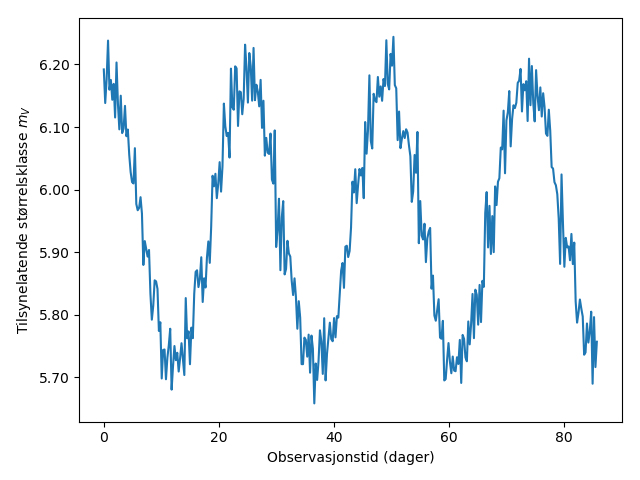 6.20
6.10
6.00
5.90
5.80
5.70
Tilsynelatende størrelsklasse m_V
0 20 40 60 80
Observasjonstid (dager)